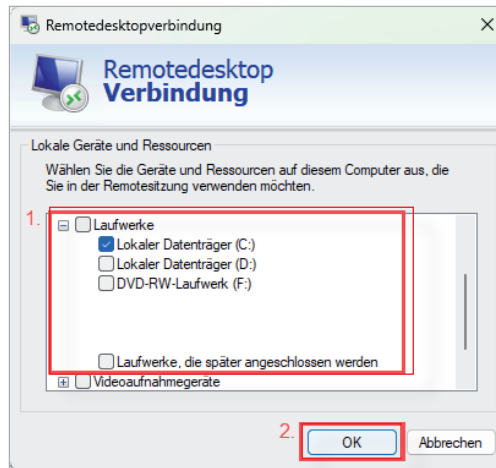 Remotedesktopverbindung
Remotedesktop
Verbindung
Lokale Geräte und Ressourcen
Wählen Sie die Geräte und Ressourcen auf diesem Computer aus, die
Sie in der Remotesitzung verwenden möchten.
1.
Laufwerke
Lokaler Datenträger (C:)
Lokaler Datenträger (D:)
DVD-RW-Laufwerk (F:)
Laufwerke, die später angeschlossen werden
Videoaufnahmegeräte
2.
OK
Abbrechen